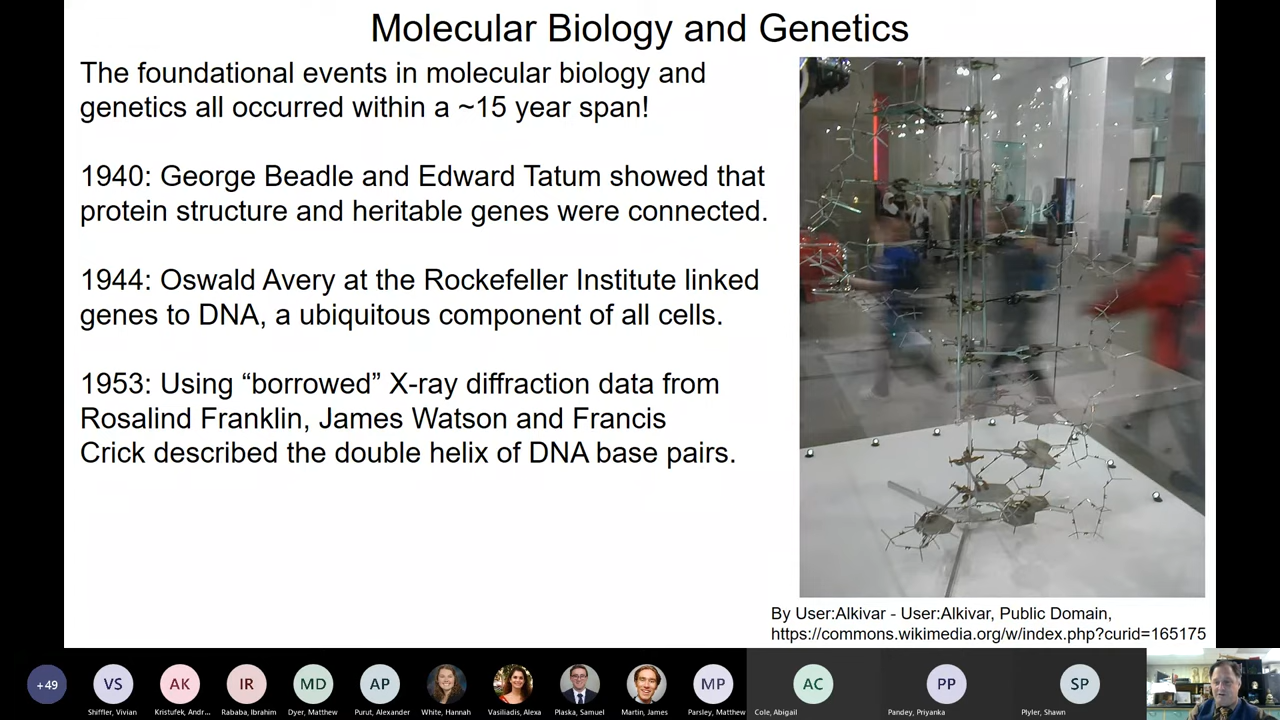 Molecular Biology and Genetics
The foundational events in molecular biology and
genetics all occurred within a ~15 year span!
1940: George Beadle and Edward Tatum showed that
protein structure and heritable genes were connected.
1944: Oswald Avery at the Rockefeller Institute linked
genes to DNA, a ubiquitous component of all cells.
1953: Using “borrowed” X-ray diffraction data from
Rosalind Franklin, James Watson and Francis
Crick described the double helix of DNA base pairs.
By User:Alkivar - User:Alkivar, Public Domain,
https://commons.wikimedia.org/w/index.php?curid=165175
+49 VS AK IR MD AP MP AC PP SP
Shiffler, Vivian Kristufek, Andr... Rababa, Ibrahim Dyer, Matthew Purut, Alexander White, Hannah Vasiliadis, Alexa Plaska, Samuel Martin, James Parsley, Matthew Cole, Abigail Pandey, Priyanka Plyler, Shawn